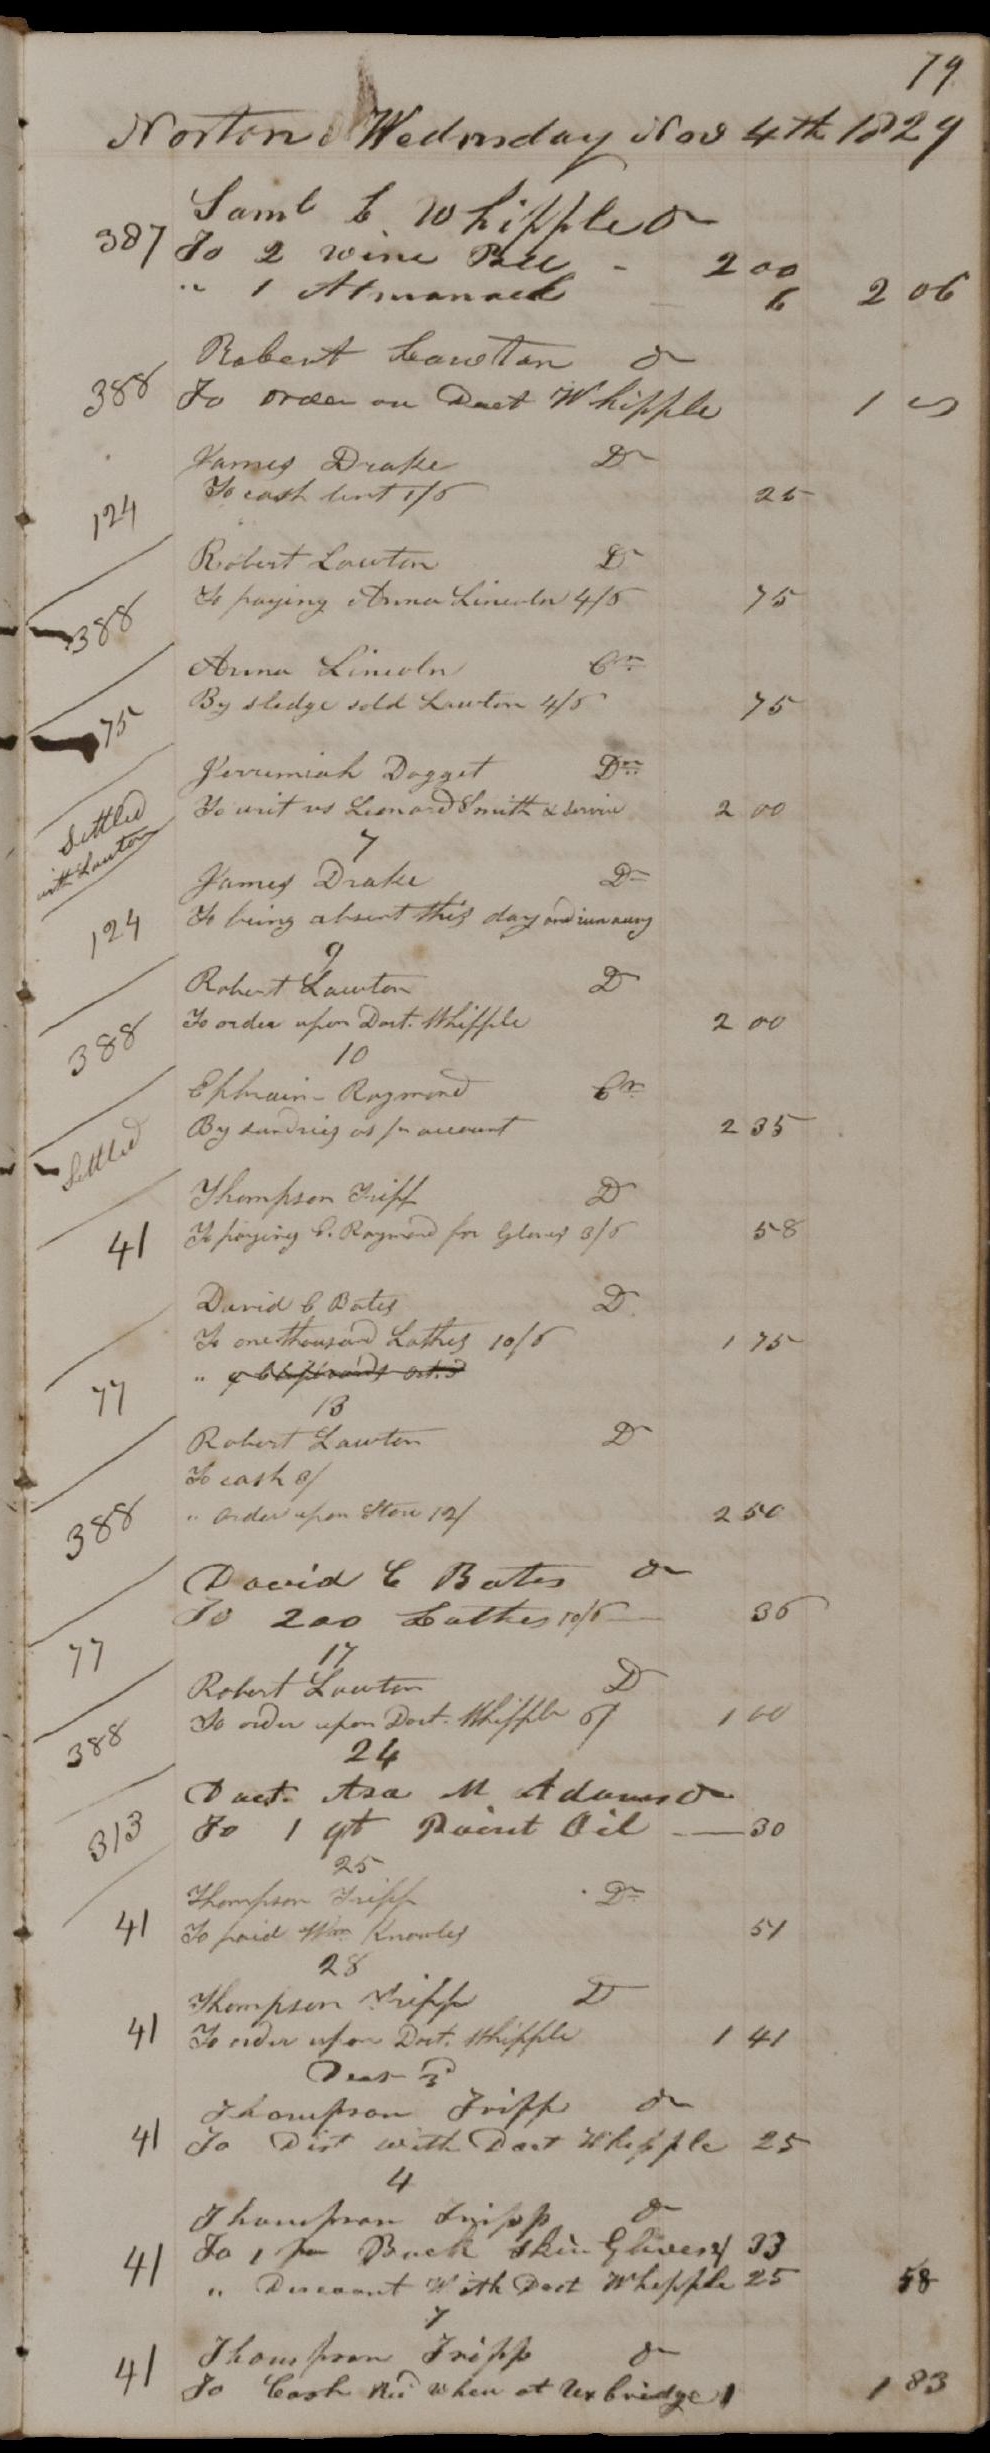 79
Norton Wednesday Nov 4th 1829
Saml C Whipple Dr
387 To 2 wine Bbls - 2 00
" 1 Almanack 6 2 06
Robert Lawton Dr
388 To order on Doct Whipple 1
James Drake Dr
To cash lent 1/6 25
124
Robert Lawton Dr
To paying Anna Lincoln 4/6 75
388
Anna Lincoln Cr
By sledge sold Lawton 4/6 75
75
Jerremiah Dogget Dr
To writ vs Leonard Smith & service 2 00
Settled
with Lawton
7
James Drake Dr
To being absent this day and run away
124
9
Robert Lawton Dr
To order upon Doct. Whipple 2 00
388
10
Ephraim Raymond Cr
By sundries as pr account 2 35
Settled
Thompson Tripp Dr
To paying E. Raymond for Gloves 3/6 58
41
David C Bates Dr
To one thousand Lathes 10/6 1 75
"
77
13
Robert Lawton Dr
To cash 3/
" order upon Store 12/ 2 50
388
David C Bates Dr
To 200 Lathes 10/6 36
77
17
Robert Lawton Dr
To order upon Doct. Whipple 6/ 1 00
388
24
Doct. Asa M Adams Dr
313 To 1 qt Paint Oil 30
25
Thompson Tripp Dr
41 To paid Wm Knowles 51
28
Thompson Tripp Dr
41 To order upon Doct. Whipple 1 41
Decr 3d
Thompson Tripp Dr
41 To Dist with Doct Whipple 25
4
Thompson Tripp Dr
41 To 1 pr Buck skin Gloves 33
" Discount With Doct Whipple 25 58
7
Thompson Tripp Dr
41 To Cash Recd when at Uxbridge 1 83